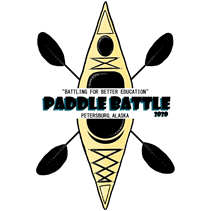 "BATTLING FOR BETTER EDUCATION"
PADDLE BATTLE
2020
PETERSBURG, ALASKA